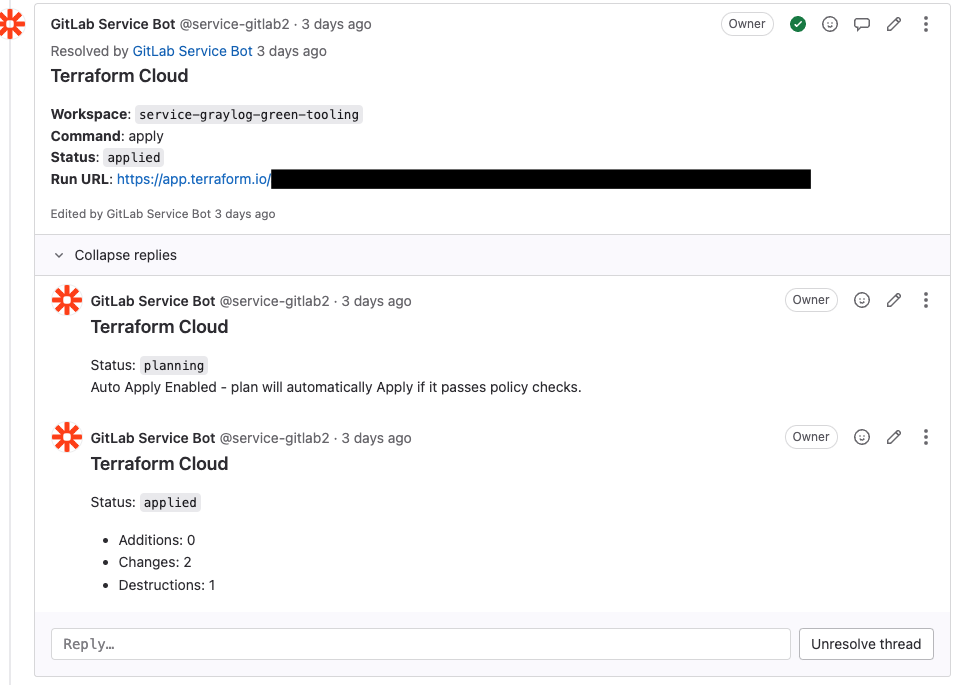 GitLab Service Bot @service-gitlab2 · 3 days ago Owner
Resolved by GitLab Service Bot 3 days ago
Terraform Cloud
Workspace: service-graylog-green-tooling
Command: apply
Status: applied
Run URL: https://app.terraform.io/
Edited by GitLab Service Bot 3 days ago
Collapse replies
GitLab Service Bot @service-gitlab2 · 3 days ago Owner
Terraform Cloud
Status: planning
Auto Apply Enabled - plan will automatically Apply if it passes policy checks.
GitLab Service Bot @service-gitlab2 · 3 days ago Owner
Terraform Cloud
Status: applied
• Additions: 0
• Changes: 2
• Destructions: 1
Reply…
Unresolve thread